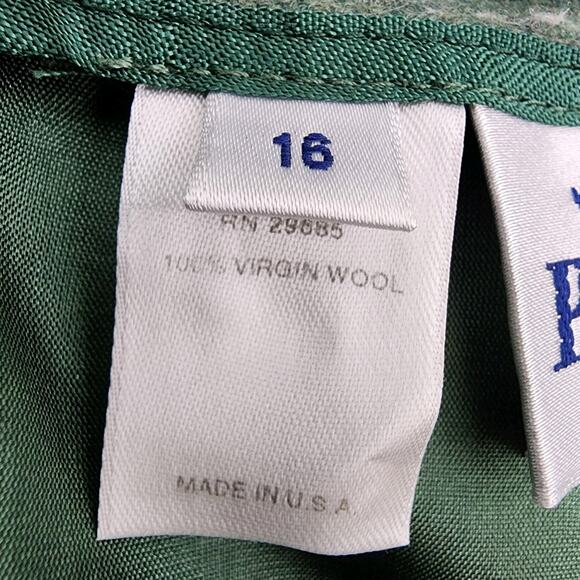 16
RN 29685
100% VIRGIN WOOL
MADE IN U.S.A.